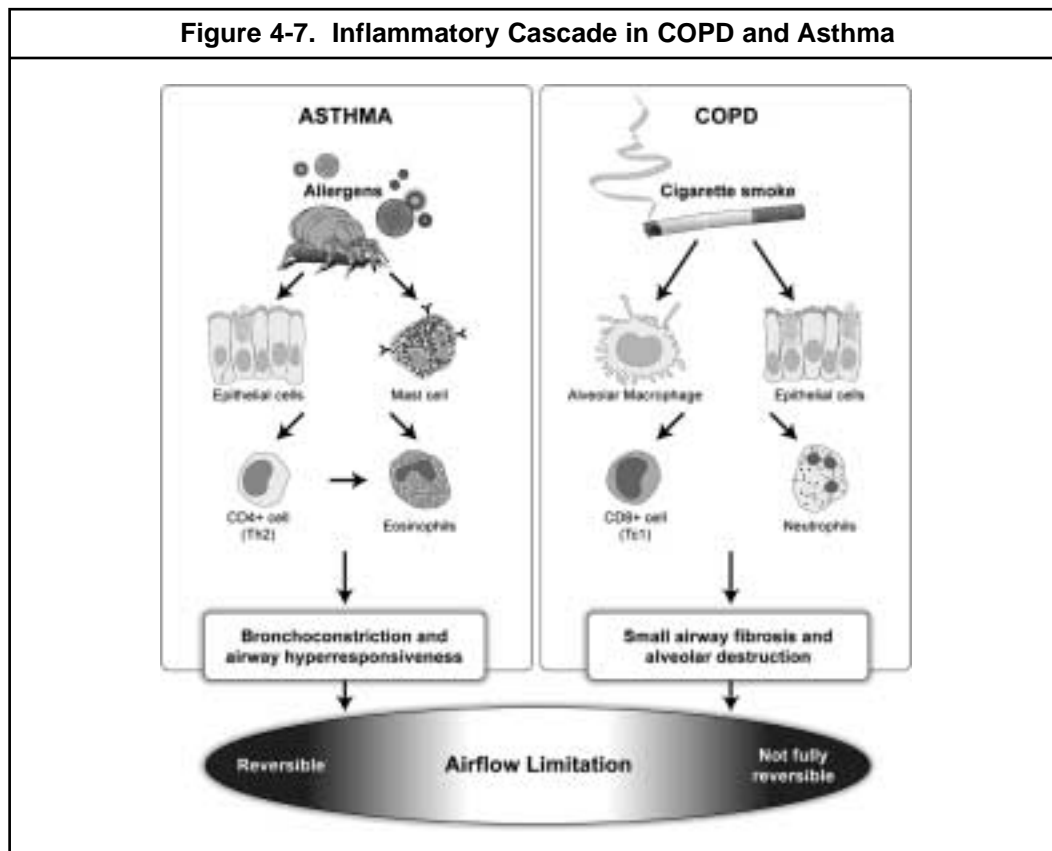 Figure 4-7. Inflammatory Cascade in COPD and Asthma
ASTHMA
Allergens
Epithelial cells
Mast cell
CD4+ cell
(Th2)
Eosinophils
Bronchoconstriction and
airway hyperresponsiveness
COPD
Cigarette smoke
Alveolar Macrophage
Epithelial cells
CD8+ cell
(Tc1)
Neutrophils
Small airway fibrosis and
alveolar destruction
Reversible
Airflow Limitation
Not fully
reversible